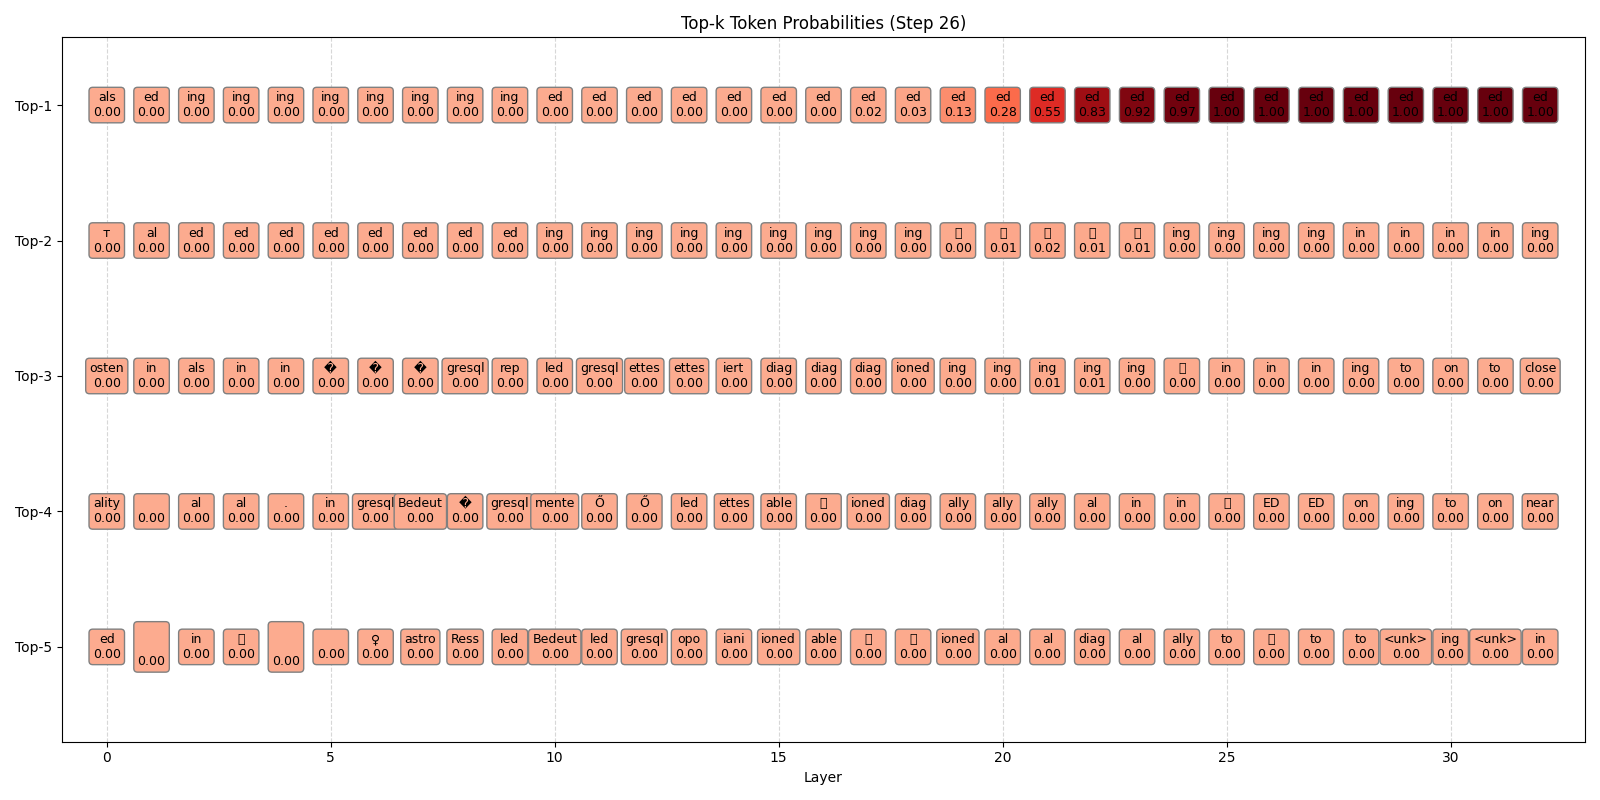 Top-k Token Probabilities (Step 26)
Top-1
als ed ing ing ing ing ing ing ing ing ed ed ed ed ed ed ed ed ed ed ed ed ed ed ed ed ed ed ed ed ed ed ed
0.00 0.00 0.00 0.00 0.00 0.00 0.00 0.00 0.00 0.00 0.00 0.00 0.00 0.00 0.00 0.00 0.00 0.02 0.03 0.13 0.28 0.55 0.83 0.92 0.97 1.00 1.00 1.00 1.00 1.00 1.00 1.00 1.00
Top-2
т al ed ed ed ed ed ed ed ed ing ing ing ing ing ing ing ing ing ing ing ing ing in in in in ing
0.00 0.00 0.00 0.00 0.00 0.00 0.00 0.00 0.00 0.00 0.00 0.00 0.00 0.00 0.00 0.00 0.00 0.00 0.00 0.00 0.01 0.02 0.01 0.01 0.00 0.00 0.00 0.00 0.00 0.00 0.00 0.00 0.00
Top-3
osten in als in in � � � gresql rep led gresql ettes ettes iert diag diag diag ioned ing ing ing ing ing in in in ing to on to close
0.00 0.00 0.00 0.00 0.00 0.00 0.00 0.00 0.00 0.00 0.00 0.00 0.00 0.00 0.00 0.00 0.00 0.00 0.00 0.00 0.00 0.01 0.01 0.00 0.00 0.00 0.00 0.00 0.00 0.00 0.00 0.00 0.00
Top-4
ality al al . in gresql Bedeut � gresql mente Ő Ő led ettes able ioned diag ally ally ally al in in ED ED on ing to on near
0.00 0.00 0.00 0.00 0.00 0.00 0.00 0.00 0.00 0.00 0.00 0.00 0.00 0.00 0.00 0.00 0.00 0.00 0.00 0.00 0.00 0.00 0.00 0.00 0.00 0.00 0.00 0.00 0.00 0.00 0.00 0.00 0.00
Top-5
ed in ♀ astro Ress led Bedeut led gresql opo iani ioned able ioned al al diag al ally to to to <unk> ing <unk> in
0.00 0.00 0.00 0.00 0.00 0.00 0.00 0.00 0.00 0.00 0.00 0.00 0.00 0.00 0.00 0.00 0.00 0.00 0.00 0.00 0.00 0.00 0.00 0.00 0.00 0.00 0.00 0.00 0.00 0.00 0.00 0.00 0.00
0 5 10 15 20 25 30
Layer